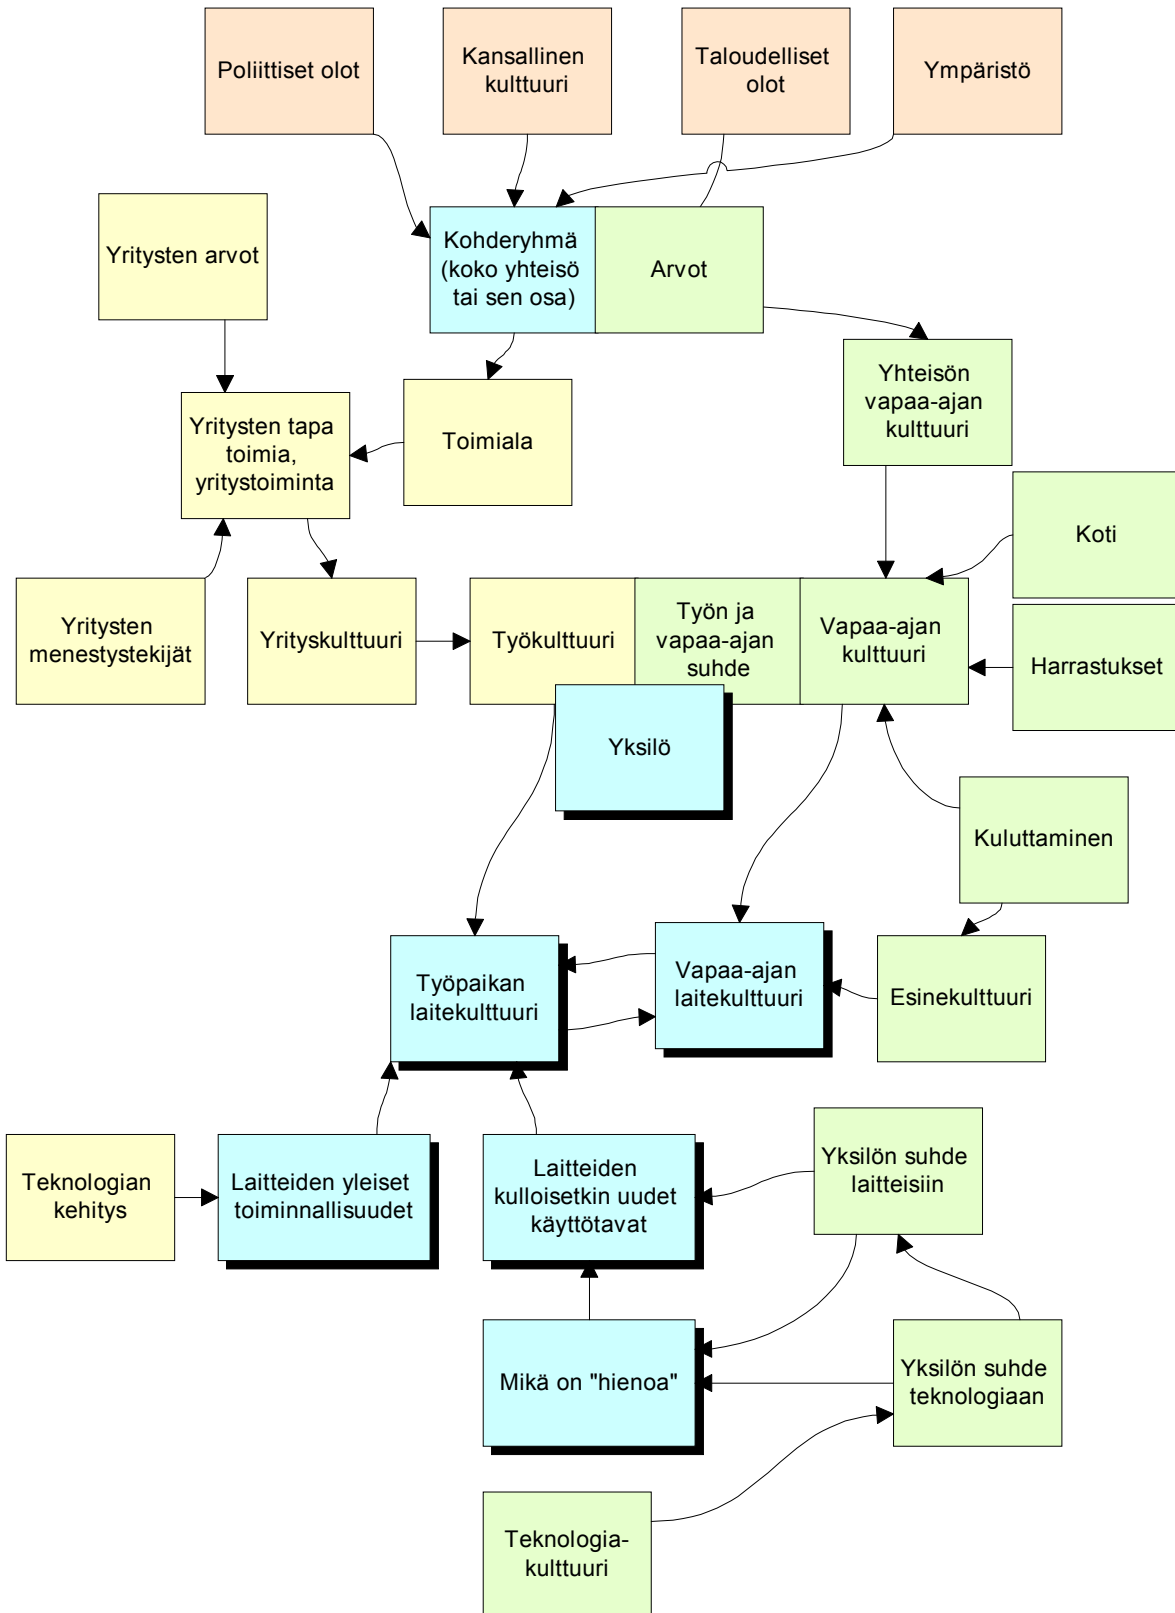 Poliittiset olot
Kansallinen
kulttuuri
Taloudelliset
olot
Ympäristö
Yritysten arvot
Kohderyhmä
(koko yhteisö
tai sen osa)
Arvot
Yhteisön
vapaa-ajan
kulttuuri
Yritysten tapa
toimia,
yritystoiminta
Toimiala
Koti
Yritysten
menestystekijät
Yrityskulttuuri
Työkulttuuri
Työn ja
vapaa-ajan
suhde
Vapaa-ajan
kulttuuri
Harrastukset
Yksilö
Kuluttaminen
Työpaikan
laitekulttuuri
Vapaa-ajan
laitekulttuuri
Esinekulttuuri
Teknologian
kehitys
Laitteiden yleiset
toiminnallisuudet
Laitteiden
kulloisetkin uudet
käyttötavat
Yksilön suhde
laitteisiin
Mikä on "hienoa"
Yksilön suhde
teknologiaan
Teknologia-
kulttuuri